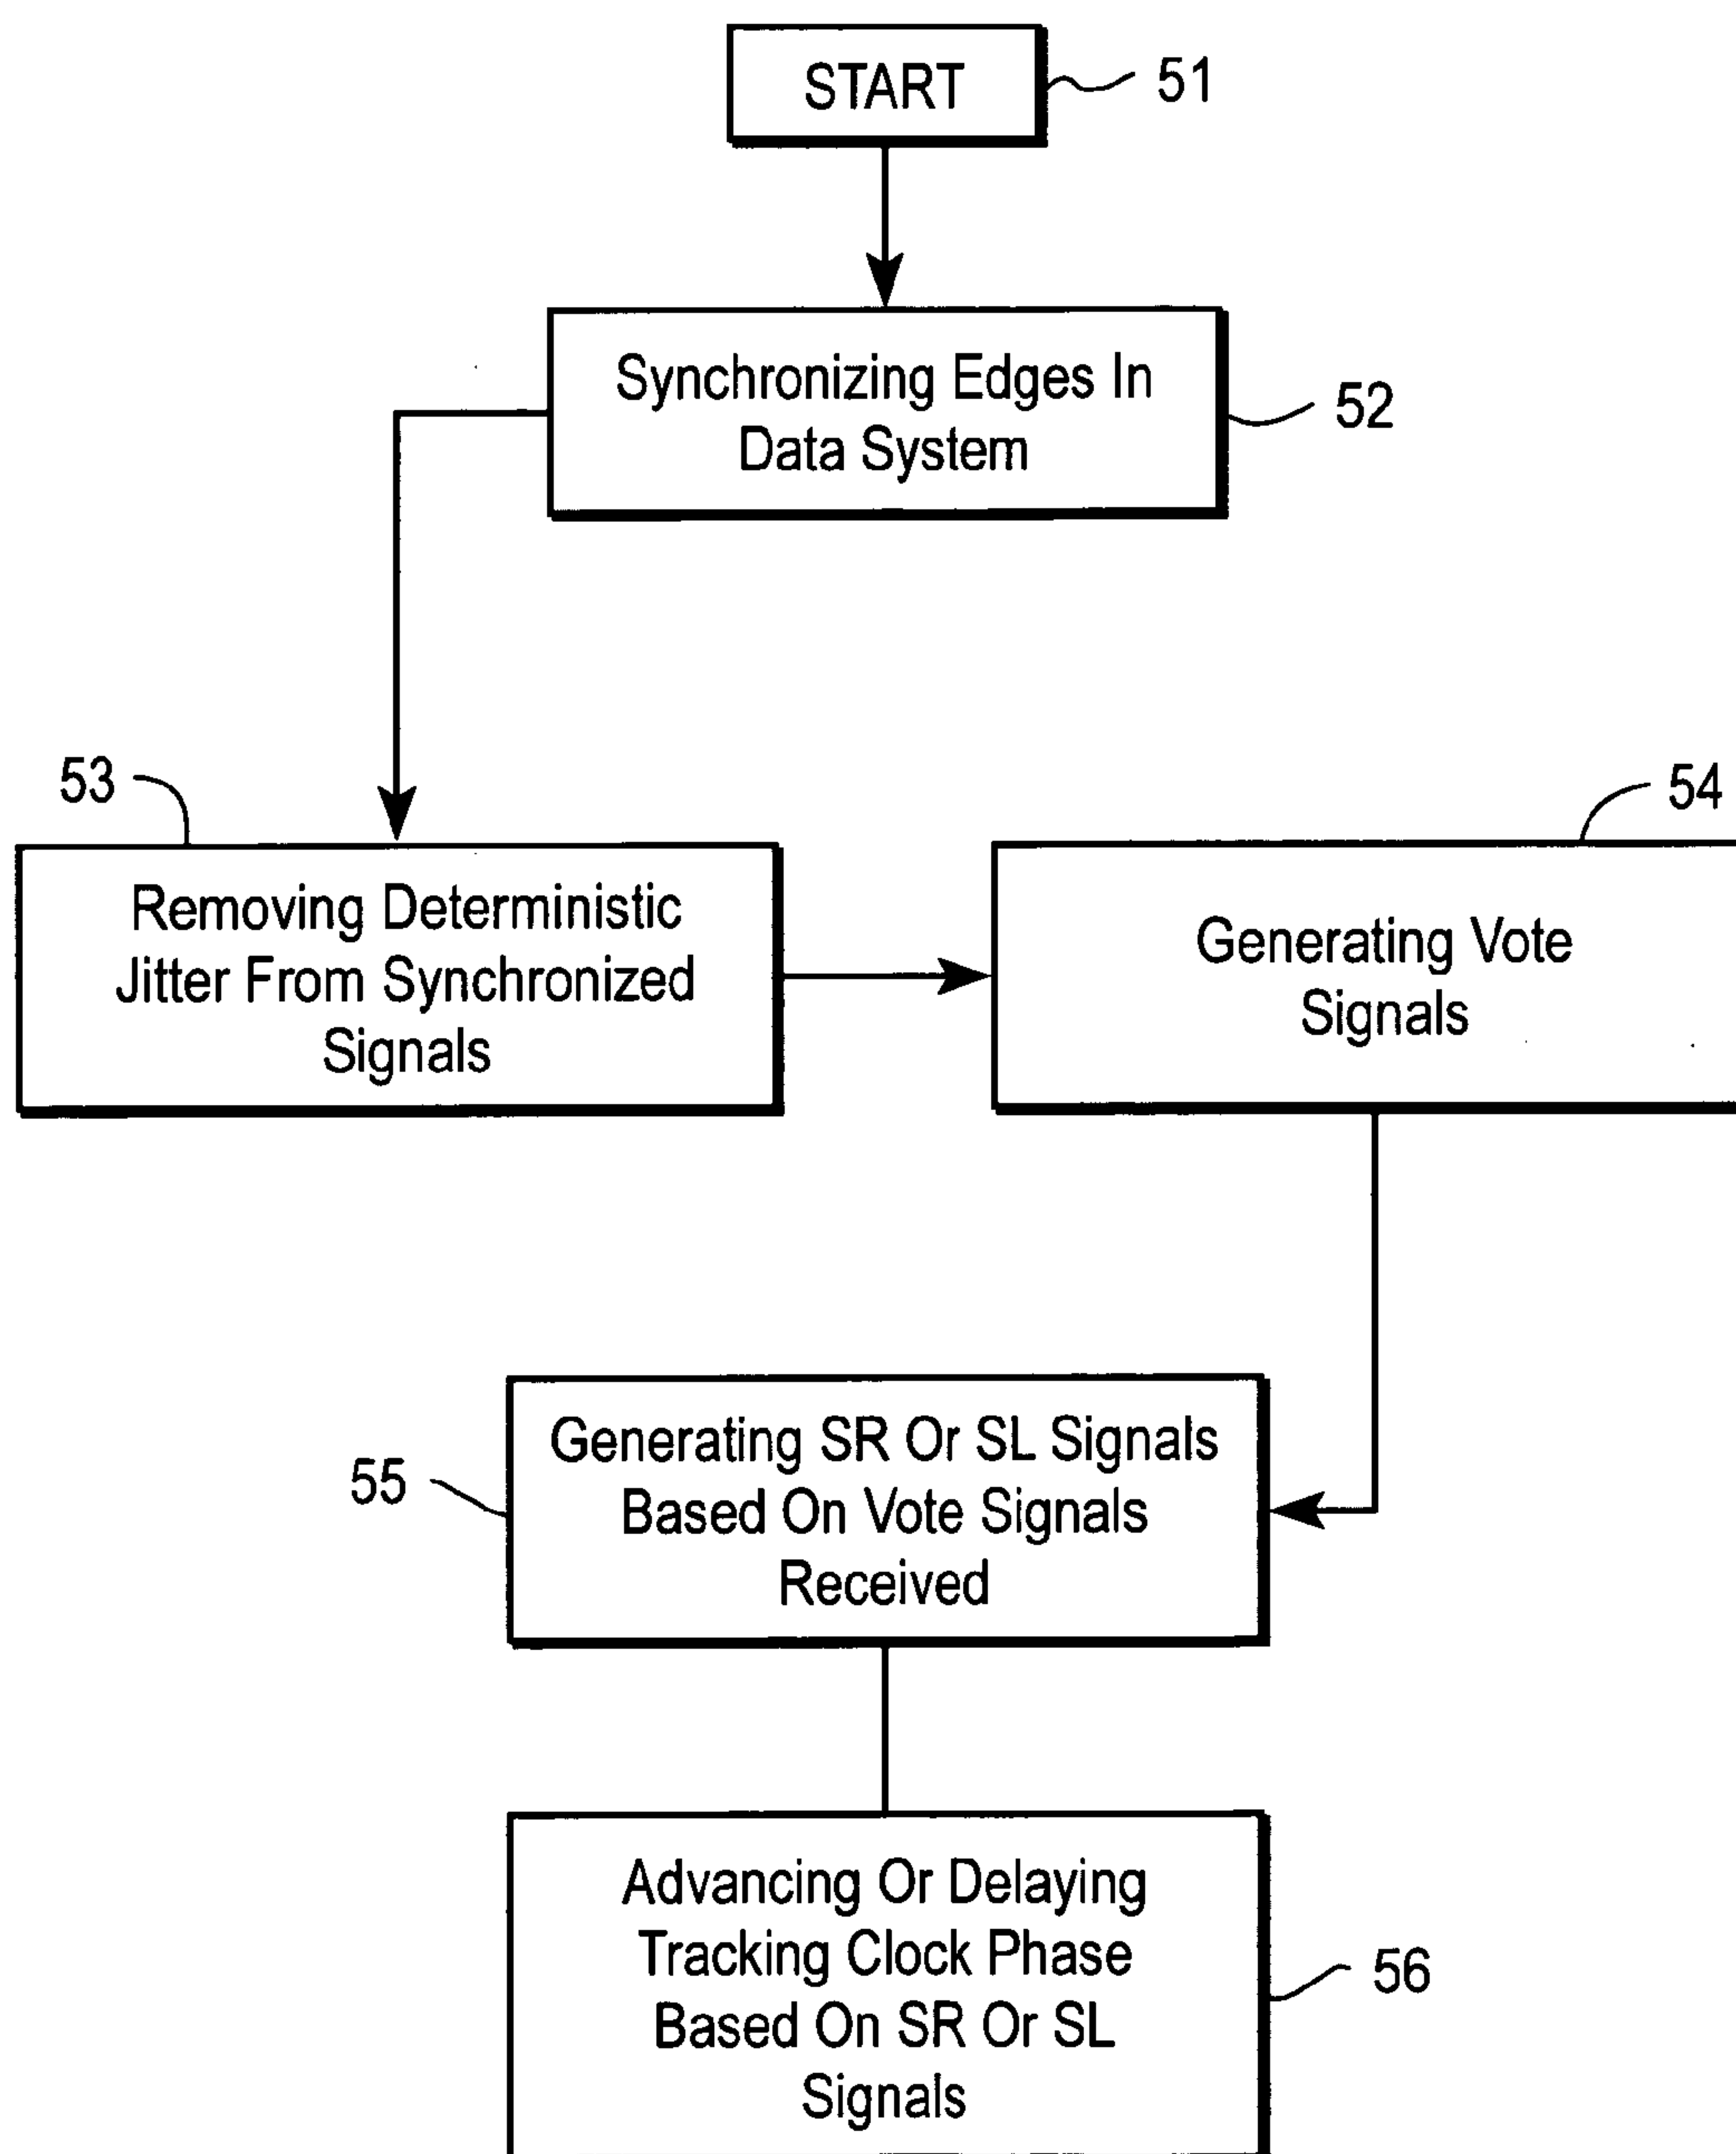 START
51
Synchronizing Edges In
Data System
52
53
Removing Deterministic
Jitter From Synchronized
Signals
54
Generating Vote
Signals
55
Generating SR Or SL Signals
Based On Vote Signals
Received
Advancing Or Delaying
Tracking Clock Phase
Based On SR Or SL
Signals
56